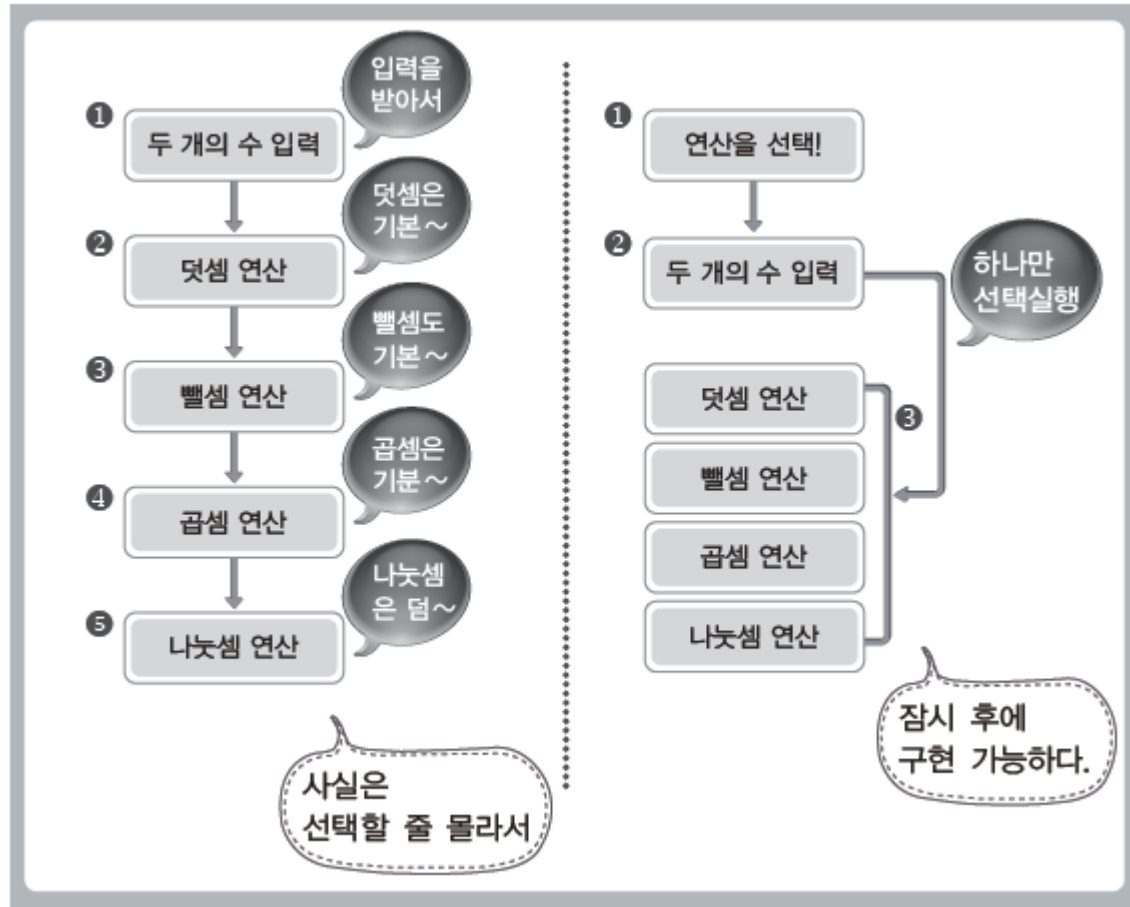 ❶
두 개의 수 입력
입력을
받아서
❷
덧셈 연산
덧셈은
기본~
❸
뺄셈 연산
뺄셈도
기본~
❹
곱셈 연산
곱셈은
기분~
❺
나눗셈 연산
나눗셈
은 덤~
사실은
선택할 줄 몰라서
❶
연산을 선택!
❷
두 개의 수 입력
하나만
선택실행
❸
덧셈 연산
뺄셈 연산
곱셈 연산
나눗셈 연산
잠시 후에
구현 가능하다.